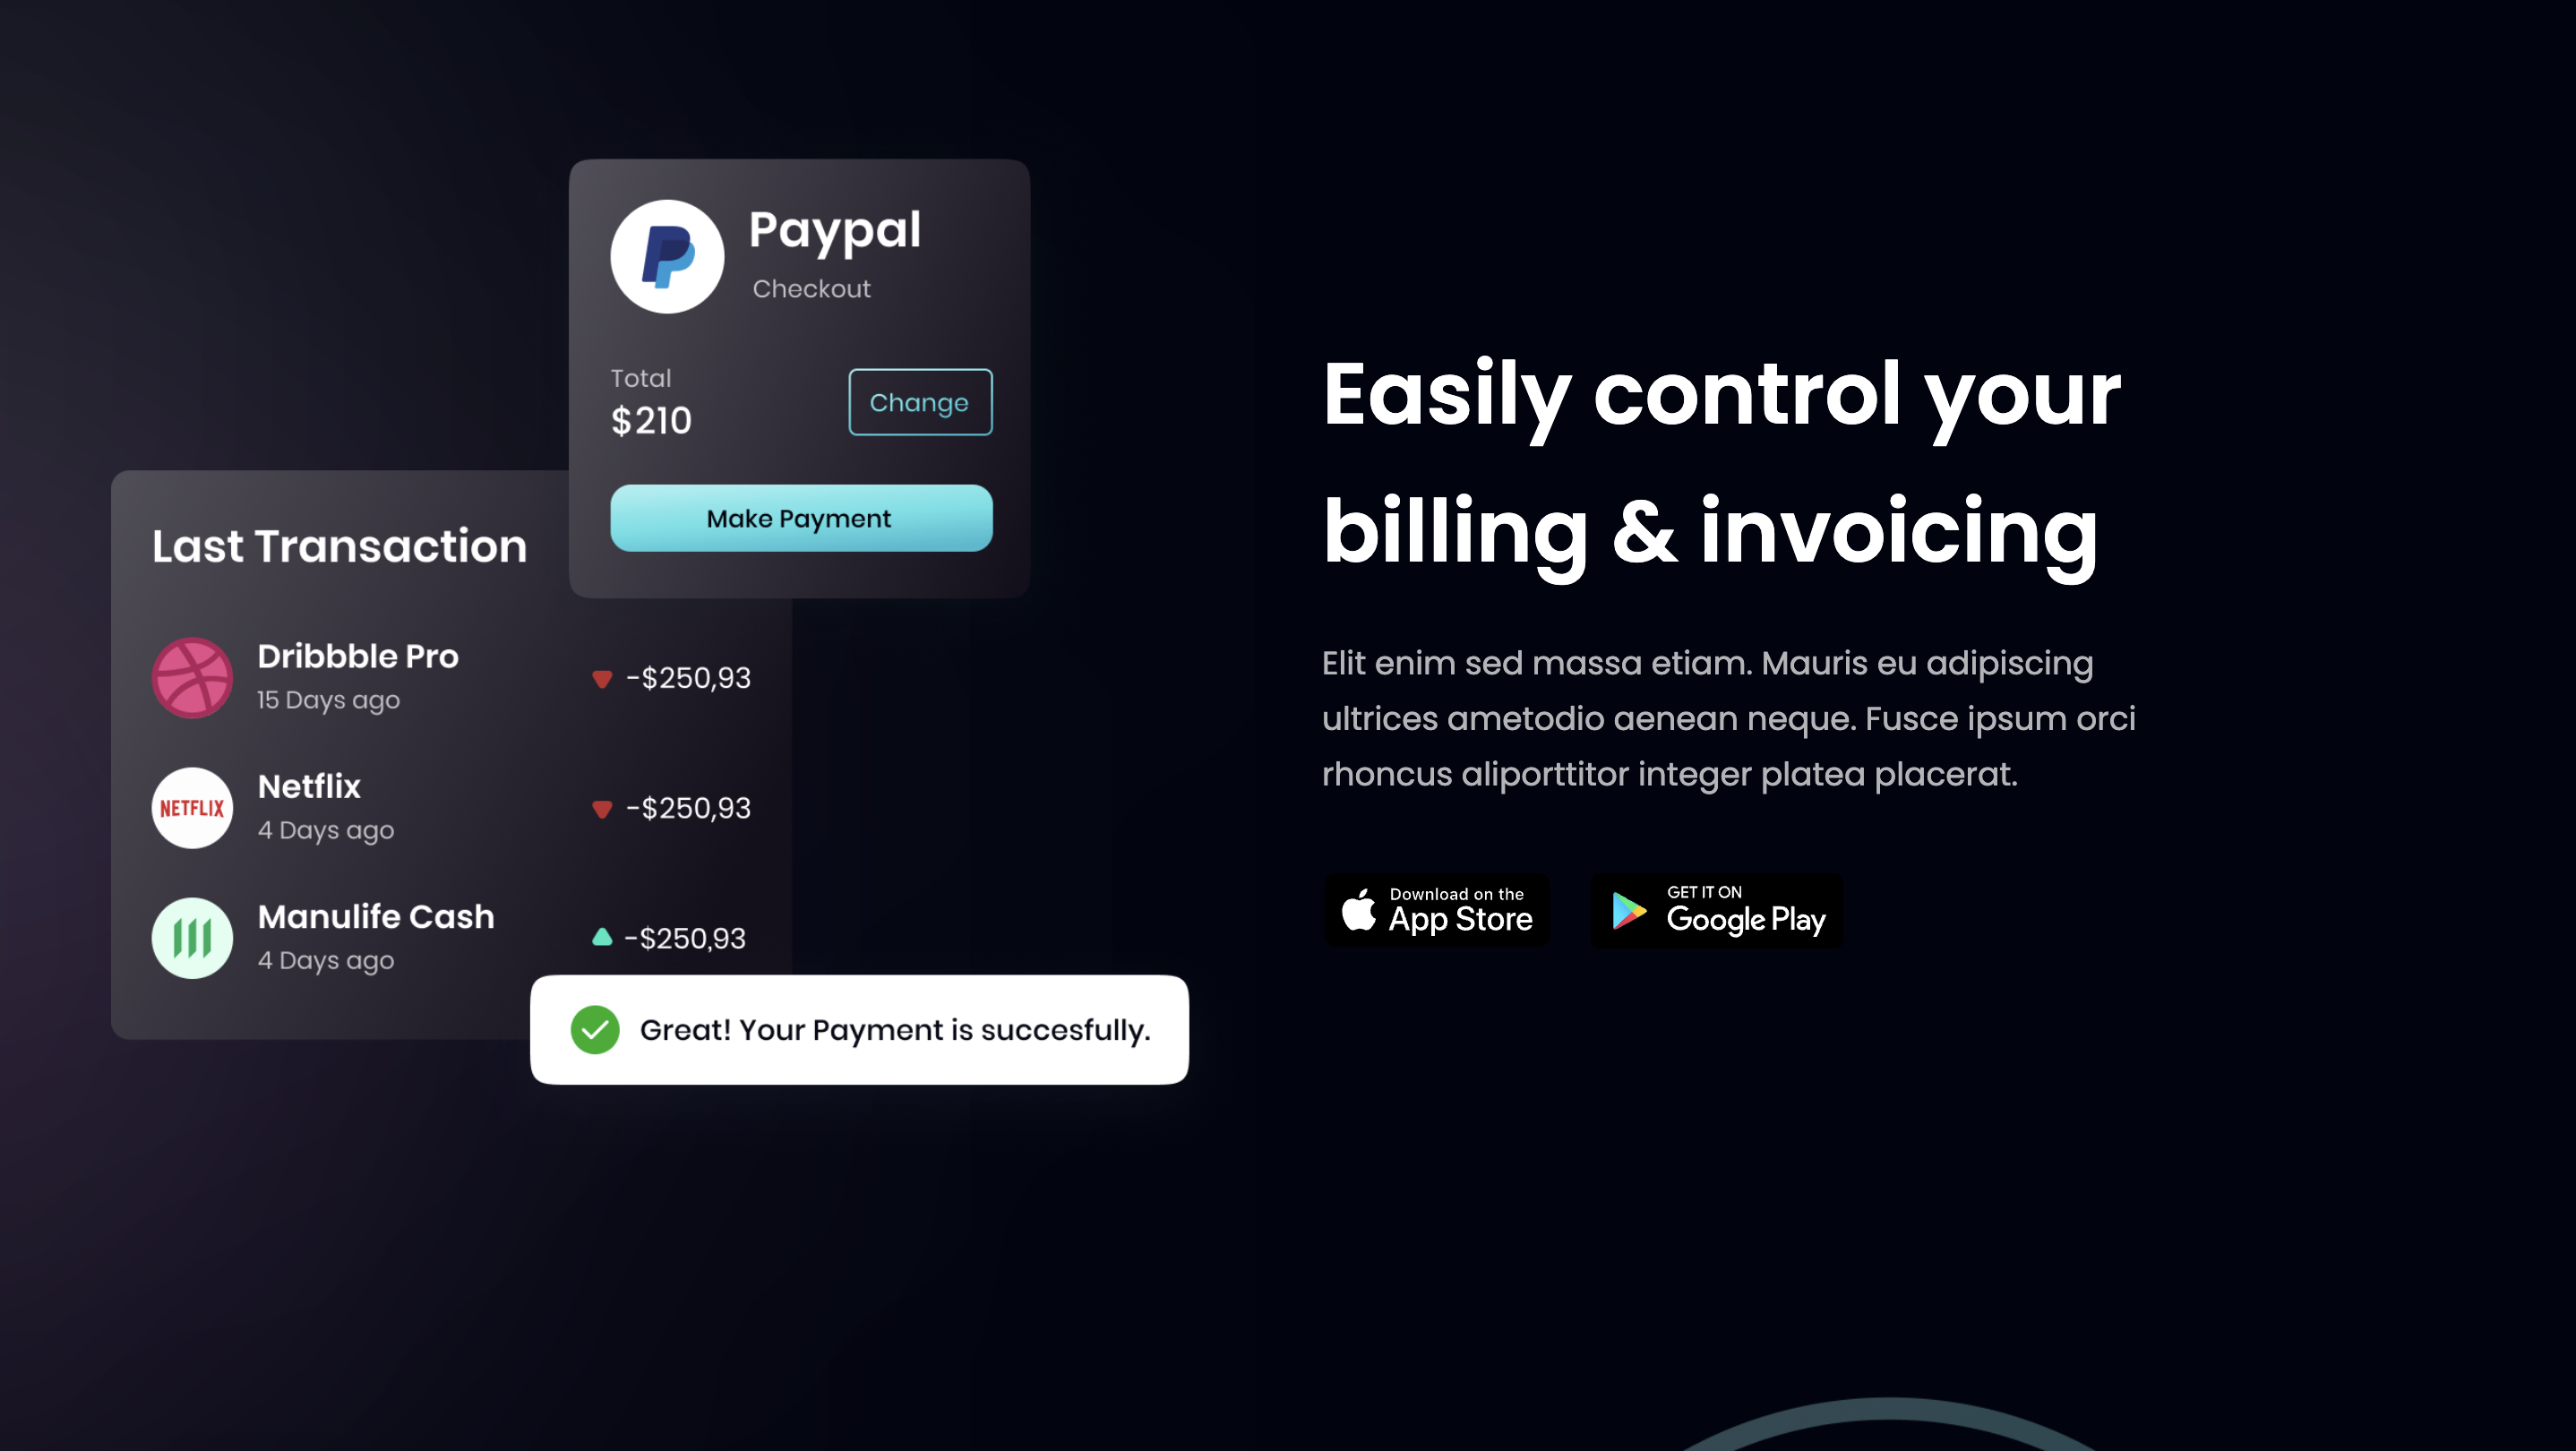 Paypal
Checkout
Total
$210
Change
Make Payment
Last Transaction
Dribbble Pro
15 Days ago
-$250,93
NETFLIX
Netflix
4 Days ago
-$250,93
Manulife Cash
4 Days ago
-$250,93
Great! Your Payment is succesfully.
Easily control your
billing & invoicing
Elit enim sed massa etiam. Mauris eu adipiscing
ultrices ametodio aenean neque. Fusce ipsum orci
rhoncus aliporttitor integer platea placerat.
Download on the
App Store
GET IT ON
Google Play